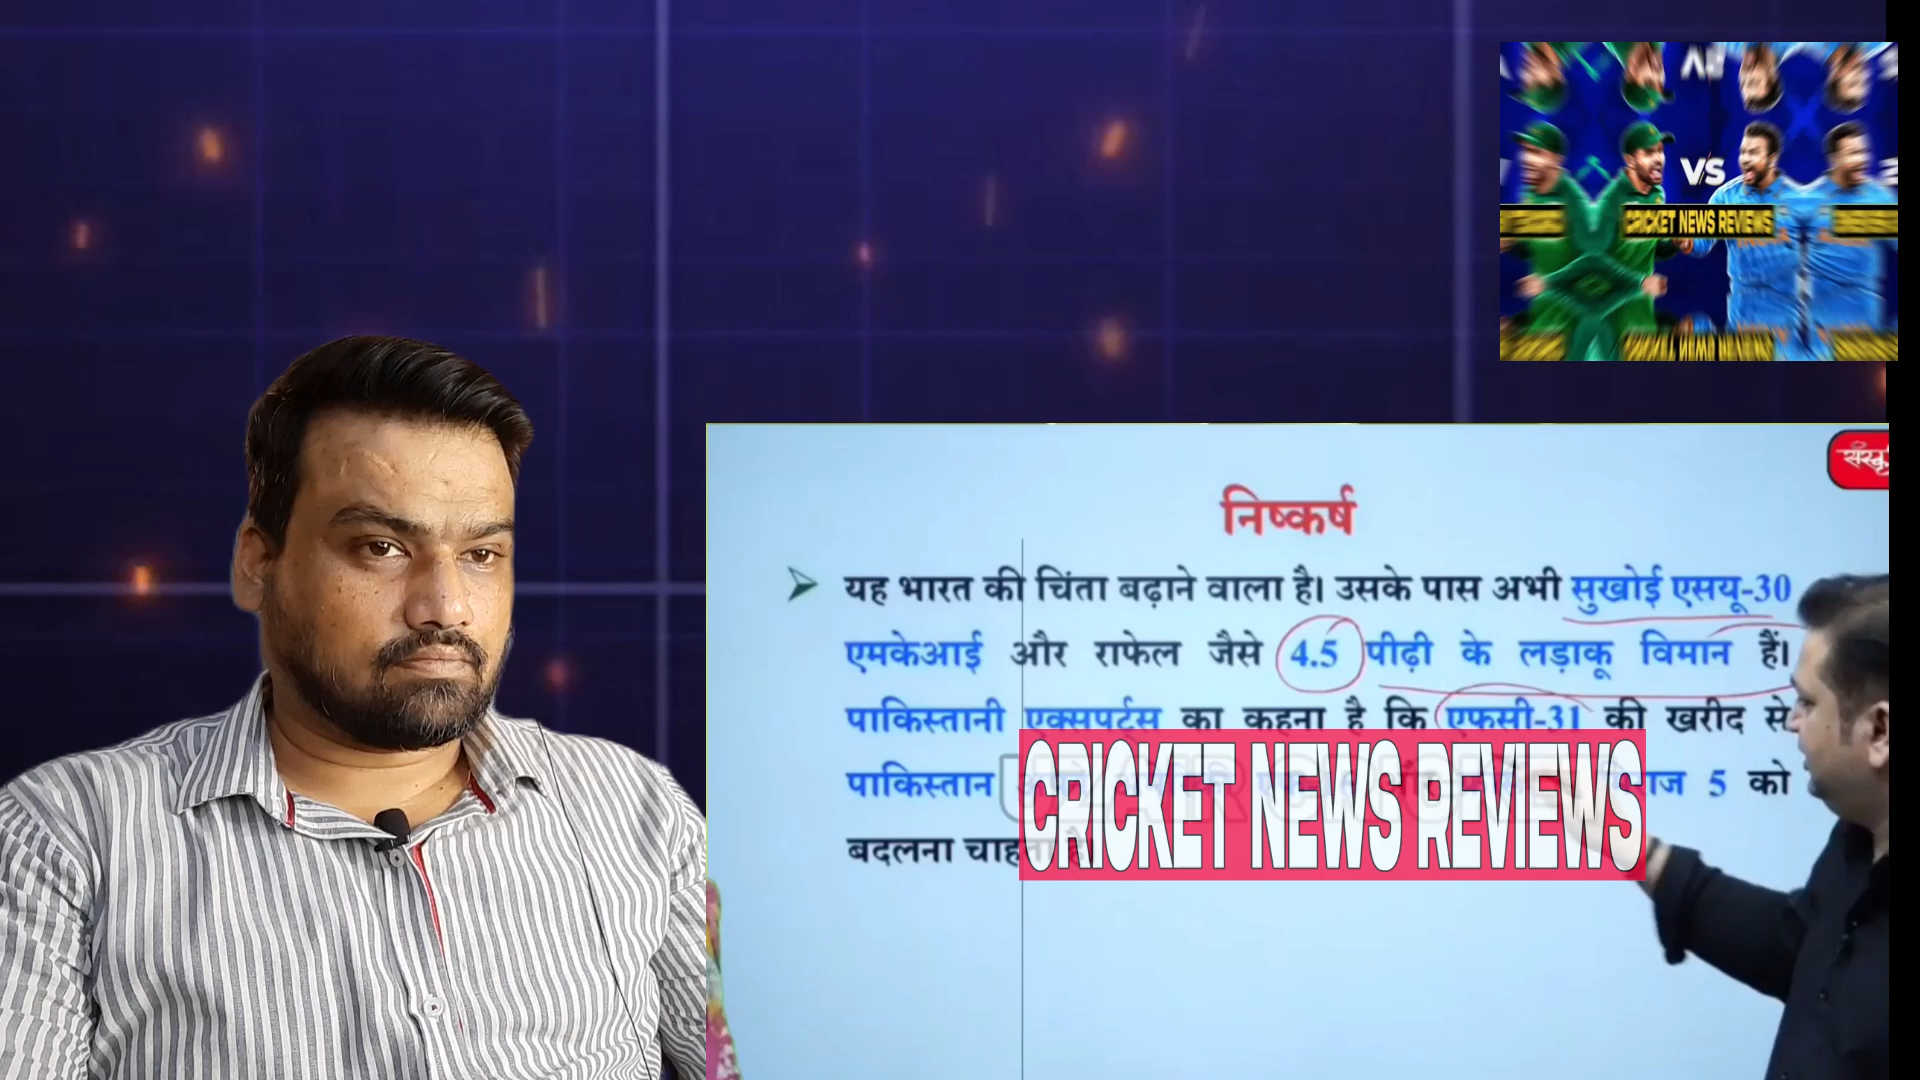 VS
CRICKET NEWS REVIEWS
निष्कर्ष
यह भारत की चिंता बढ़ाने वाला है। उसके पास अभी सुखोई एसयू-30
एमकेआई और राफेल जैसे 4.5 पीढ़ी के लड़ाकू विमान हैं।
पाकिस्तानी एक्सपर्ट्स का कहना है कि एफसी-31 की खरीद से
पाकिस्तान 5 को
बदलना
CRICKET NEWS REVIEWS